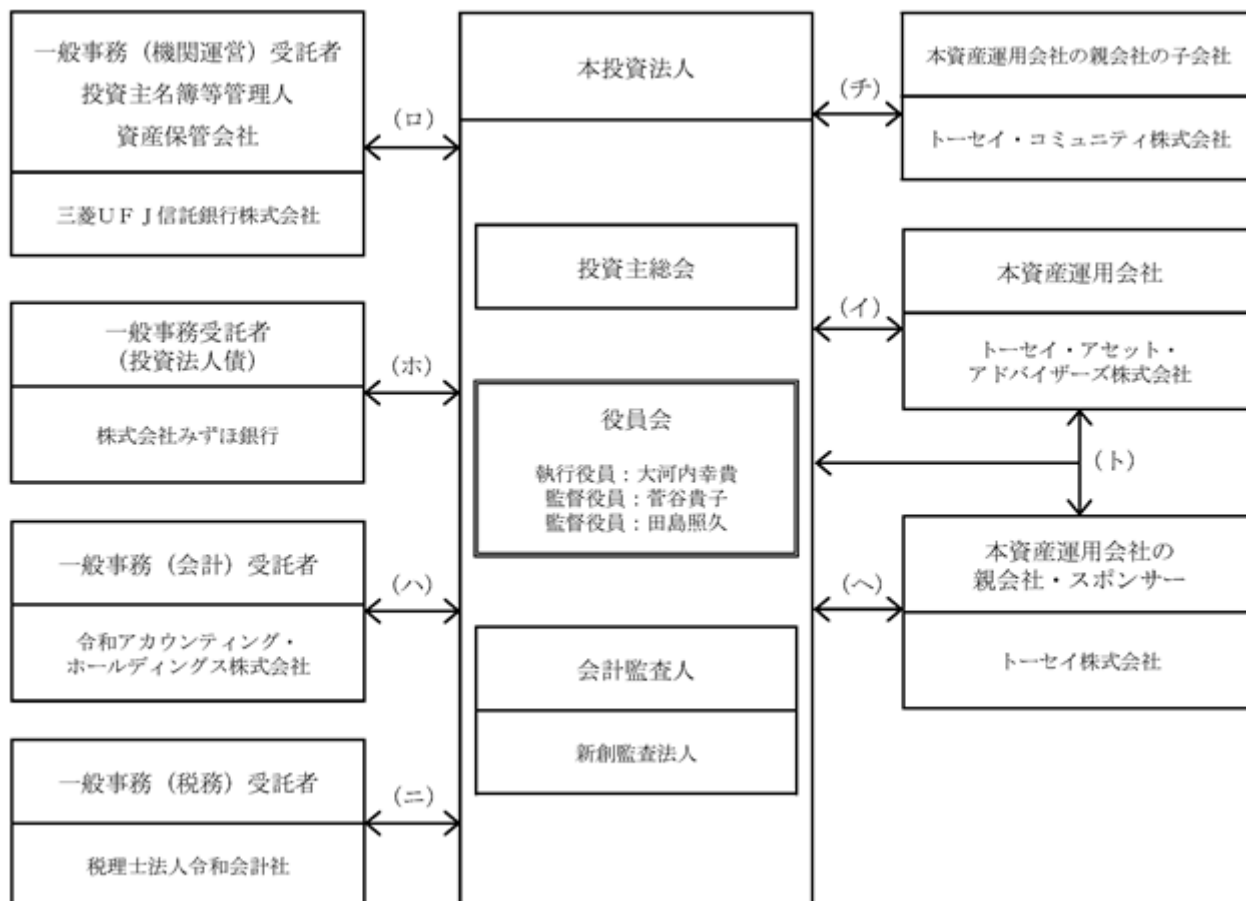 一般事務（機関運営）受託者
投資主名簿等管理人
資産保管会社
三菱ＵＦＪ信託銀行株式会社
（ロ）
一般事務受託者
（投資法人債）
株式会社みずほ銀行
（ホ）
一般事務（会計）受託者
令和アカウンティング・
ホールディングス株式会社
（ハ）
一般事務（税務）受託者
税理士法人令和会計社
（ニ）
本投資法人
投資主総会
役員会
執行役員：大河内幸貴
監督役員：菅谷貴子
監督役員：田島照久
会計監査人
新創監査法人
（チ）
本資産運用会社の親会社の子会社
トーセイ・コミュニティ株式会社
（イ）
本資産運用会社
トーセイ・アセット・
アドバイザーズ株式会社
（ト）
（ヘ）
本資産運用会社の
親会社・スポンサー
トーセイ株式会社